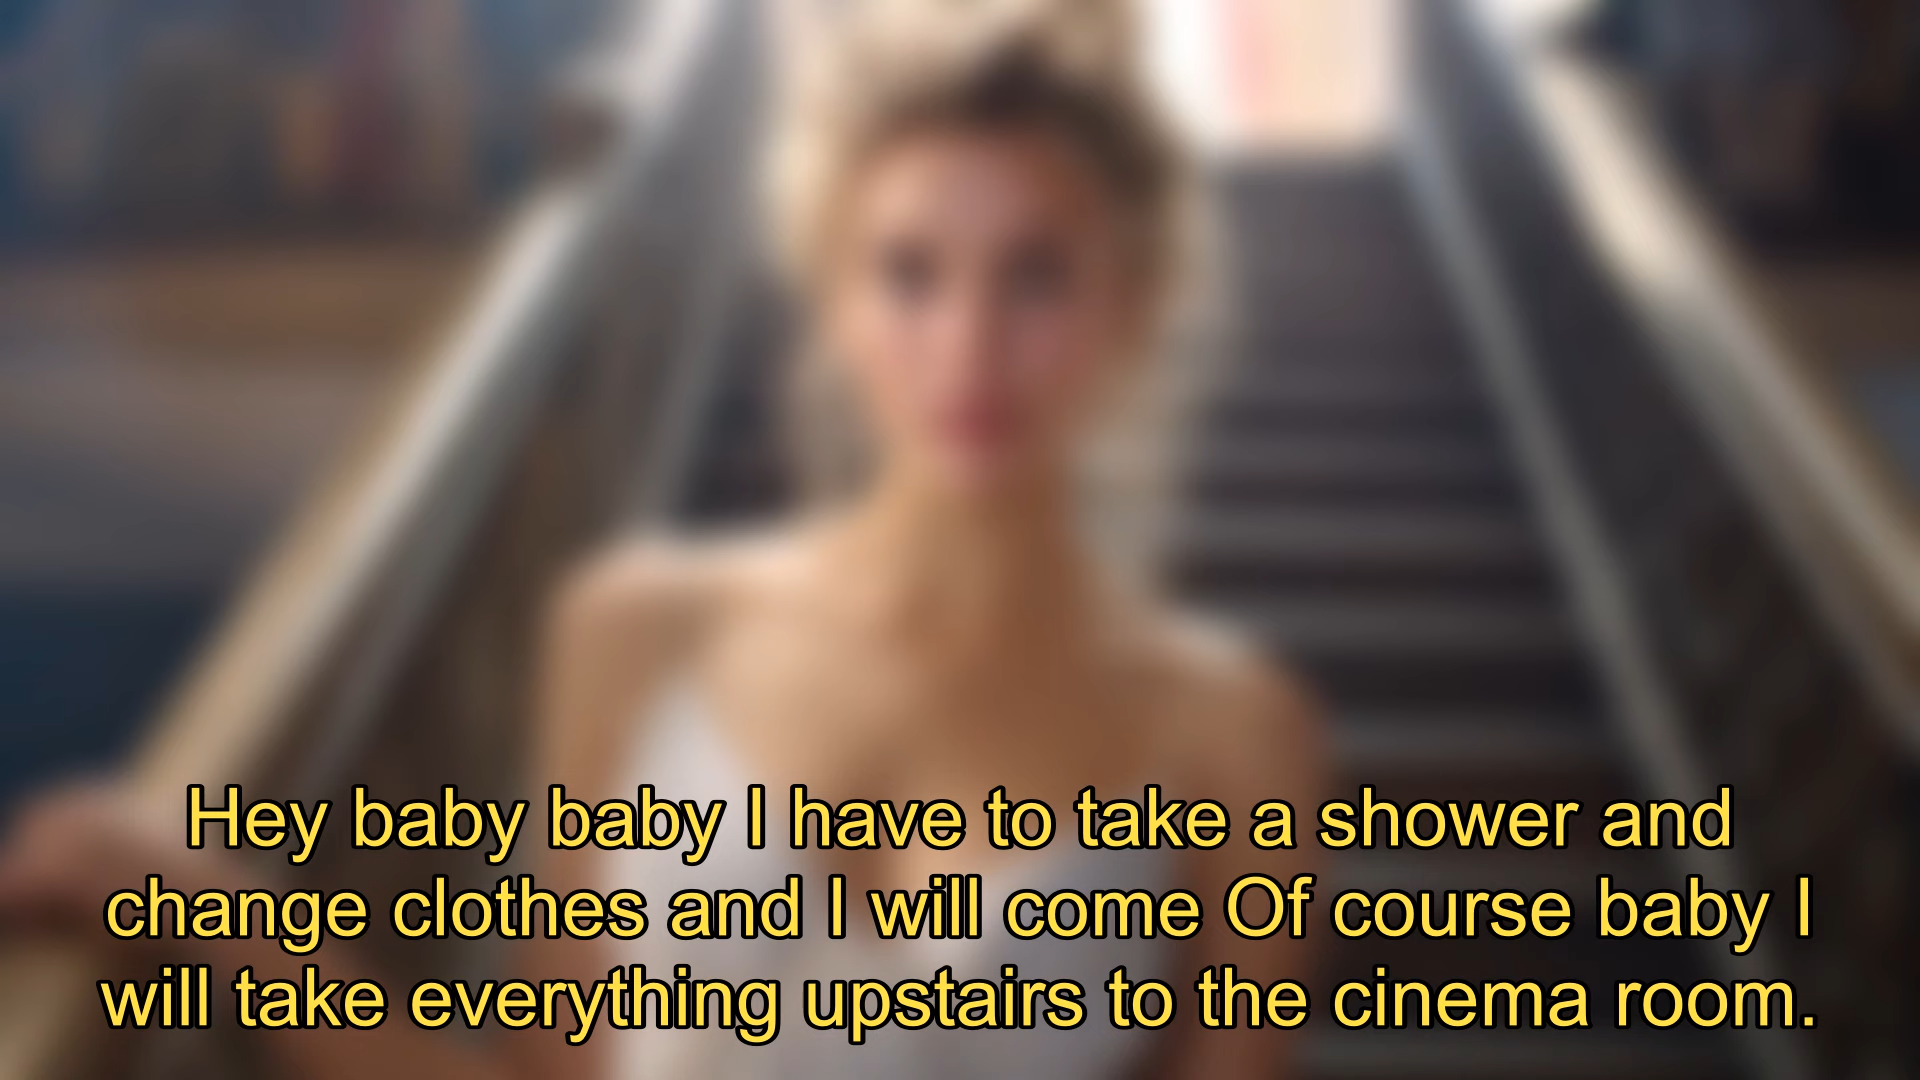 Hey baby baby I have to take a shower and
change clothes and I will come Of course baby I
will take everything upstairs to the cinema room.